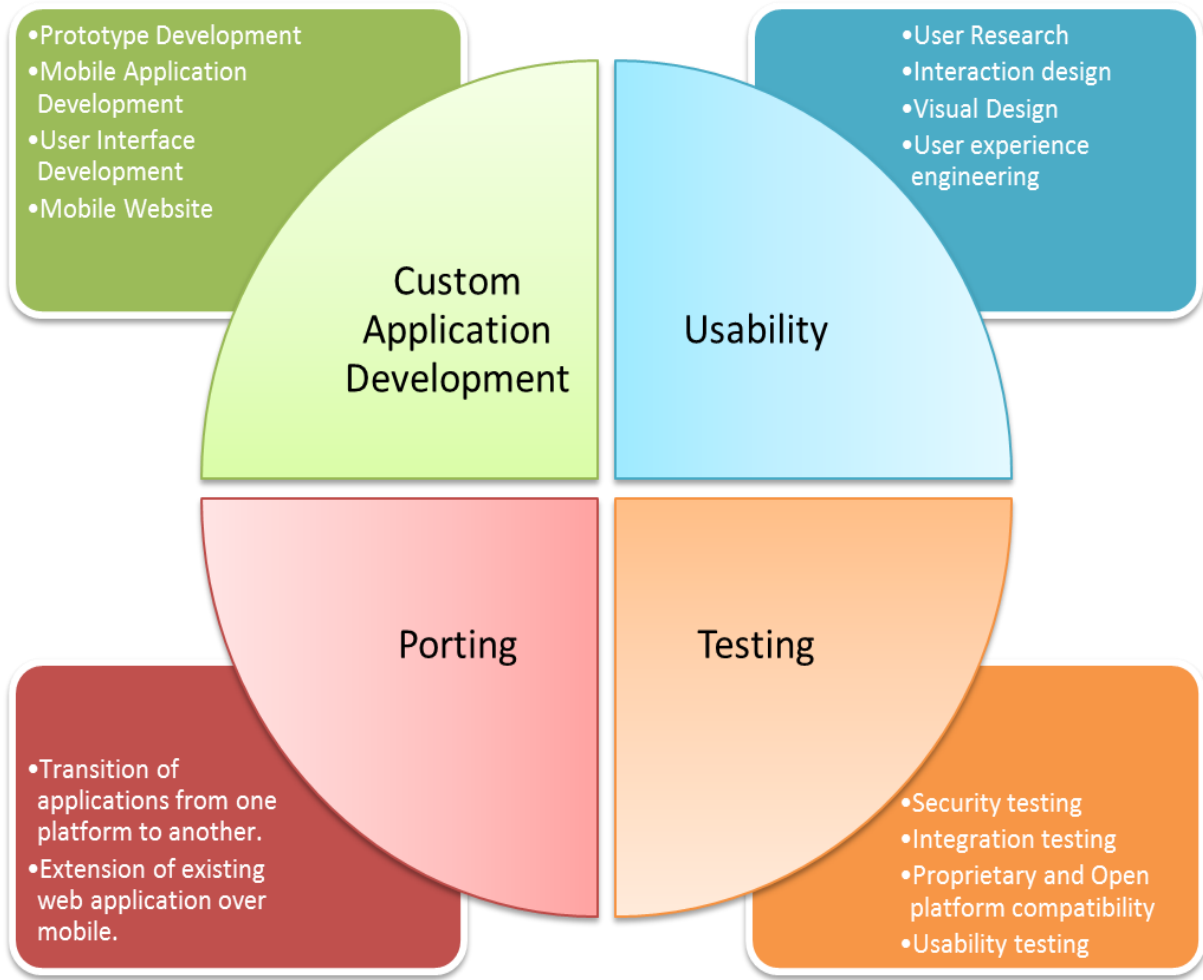 •Prototype Development
•Mobile Application
Development
•User Interface
Development
•Mobile Website
•User Research
•Interaction design
•Visual Design
•User experience
engineering
Custom
Application
Development
Usability
Porting
Testing
•Transition of
applications from one
platform to another.
•Extension of existing
web application over
mobile.
•Security testing
•Integration testing
•Proprietary and Open
platform compatibility
•Usability testing